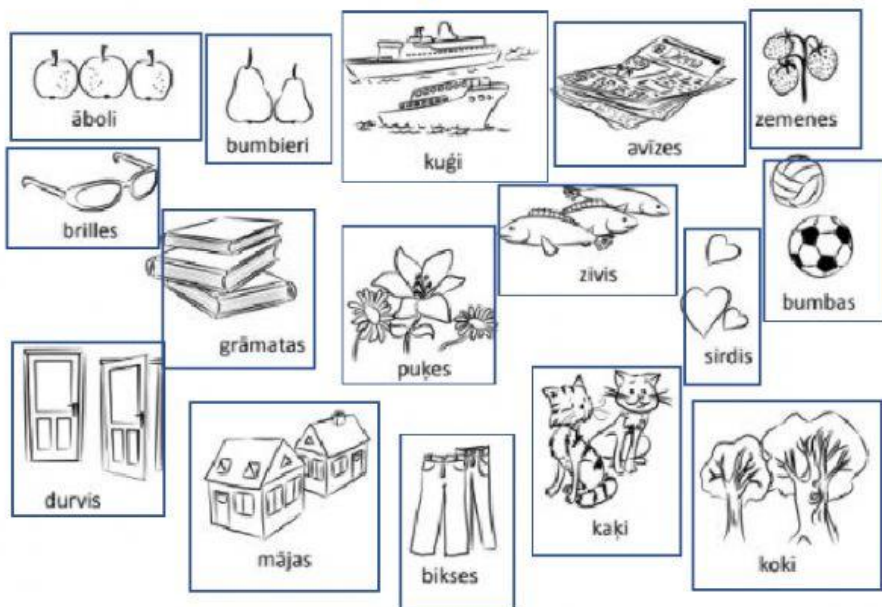 āboli
bumbieri
kuģi
avīzes
zemenes
brilles
grāmatas
puķes
zivis
sirdis
bumbas
durvis
mājas
bikses
kaķi
koki